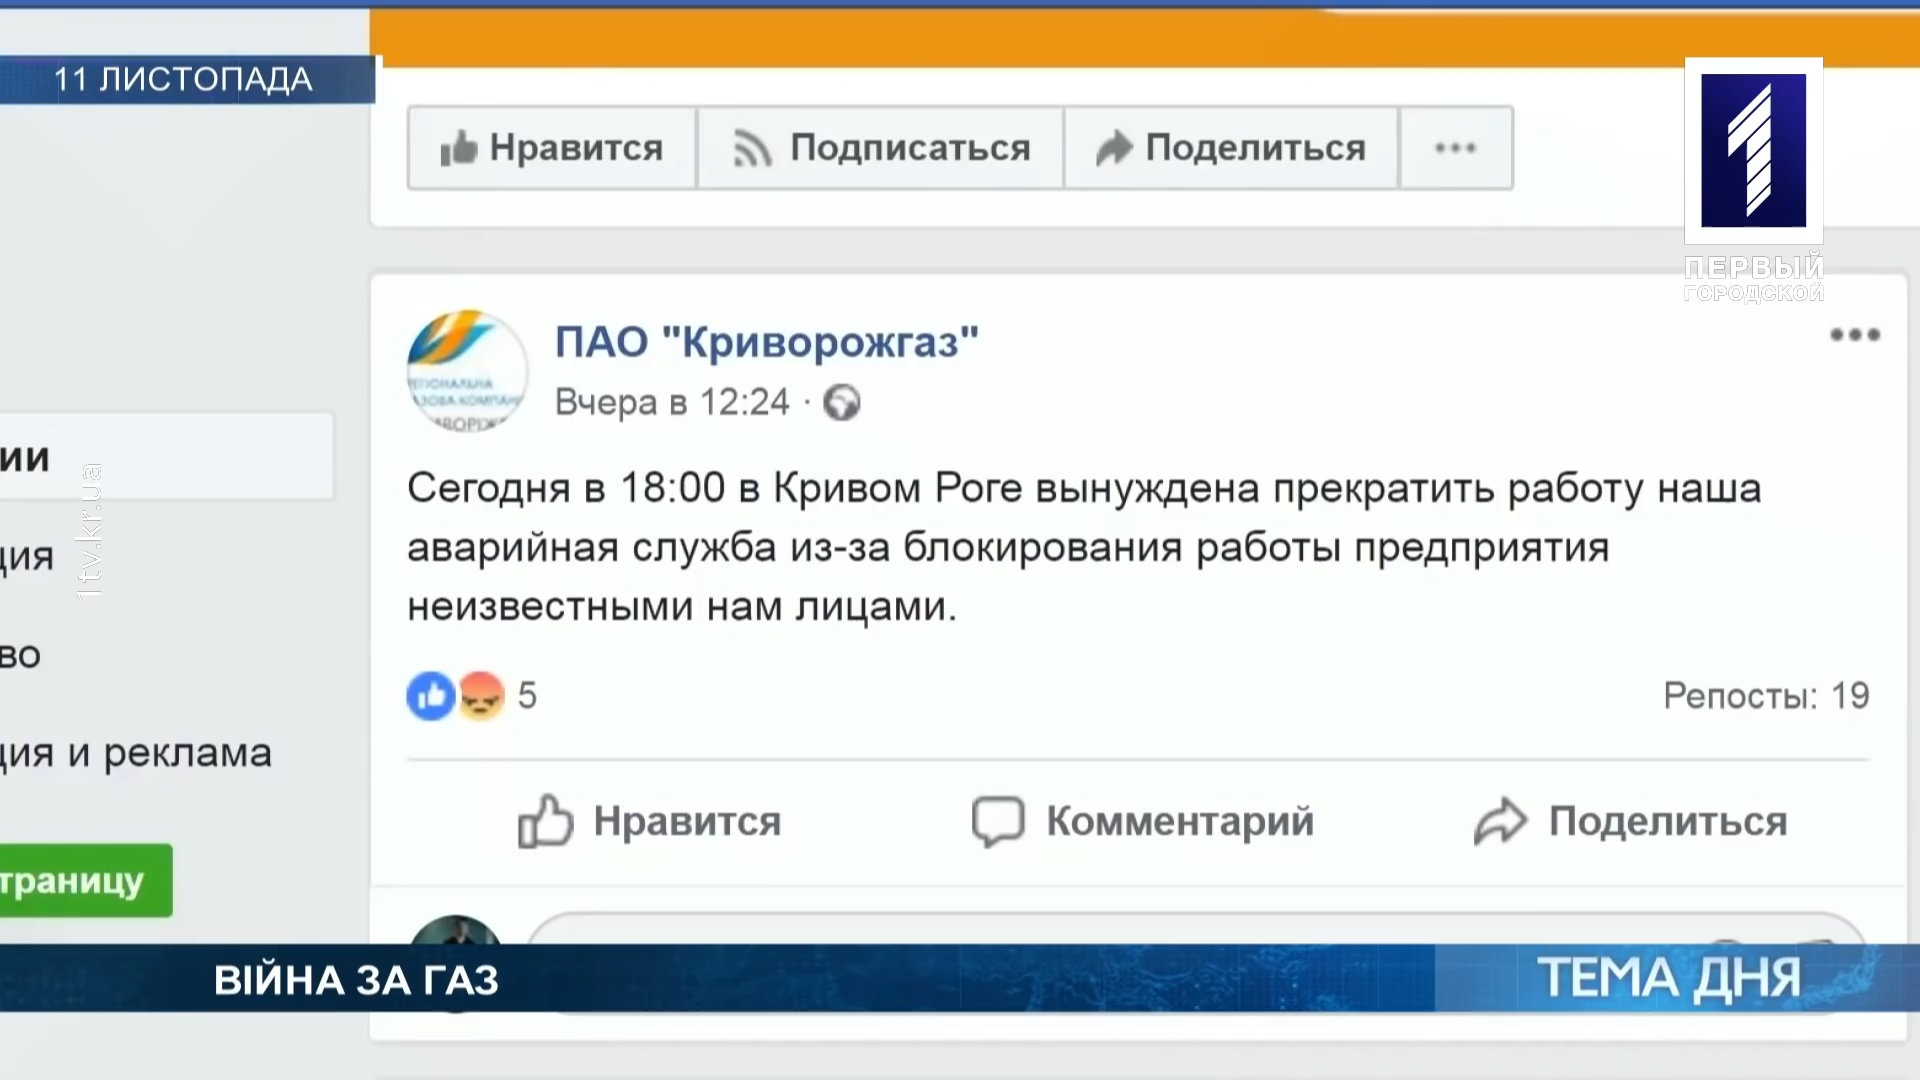 11 ЛИСТОПАДА
Нравится
Подписаться
Поделиться
ПЕРВЫЙ
ГОРОДСКОЙ
ПАО "Криворожгаз"
Вчера в 12:24
Сегодня в 18:00 в Кривом Роге вынуждена прекратить работу наша
аварийная служба из-за блокирования работы предприятия
неизвестными нам лицами.
5
Репосты: 19
Нравится
Комментарий
Поделиться
ии
ция
во
ция и реклама
траницу
1tv.kr.ua
ВІЙНА ЗА ГАЗ
ТЕМА ДНЯ